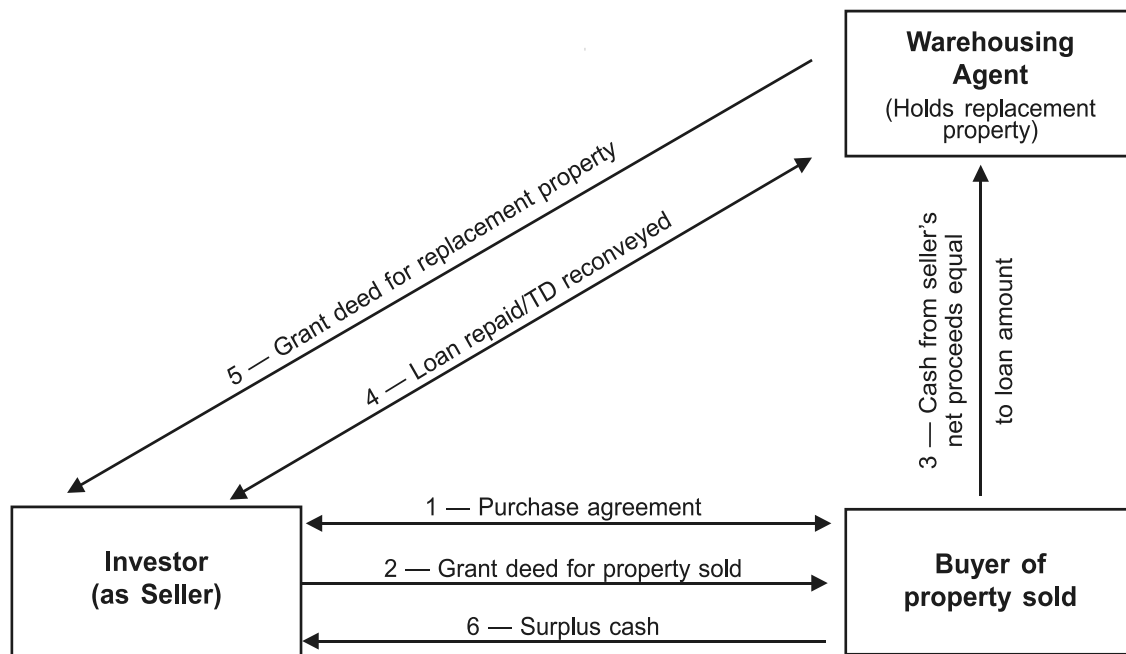 Warehousing
Agent
(Holds replacement
property)
5 — Grant deed for replacement property
4 — Loan repaid/TD reconveyed
3 — Cash from seller's
net proceeds equal
to loan amount
1 — Purchase agreement
2 — Grant deed for property sold
6 — Surplus cash
Investor
(as Seller)
Buyer of
property sold